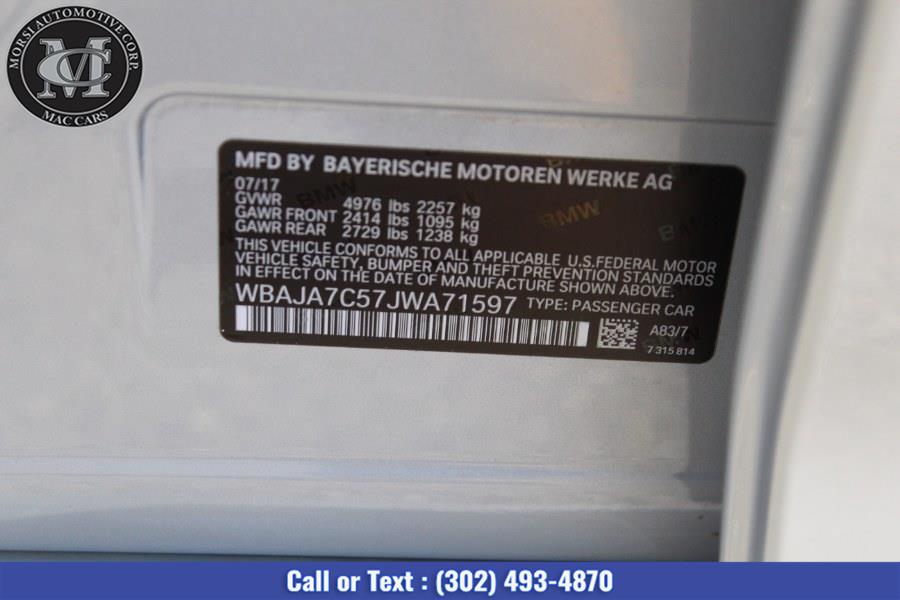 MORSI AUTOMOTIVE CORP.
MC
MAC CARS
MFD BY BAYERISCHE MOTOREN WERKE AG
07/17
GVWR 4976 lbs 2257 kg
GAWR FRONT 2414 lbs 1095 kg
GAWR REAR 2729 lbs 1238 kg
THIS VEHICLE CONFORMS TO ALL APPLICABLE U.S.FEDERAL MOTOR
VEHICLE SAFETY, BUMPER AND THEFT PREVENTION STANDARDS
IN EFFECT ON THE DATE OF MANUFACTURE SHOWN ABOVE.
WBAJA7C57JWA71597 TYPE: PASSENGER CAR
A83/7
7 315 814
BMW
BMW
Call or Text : (302) 493-4870